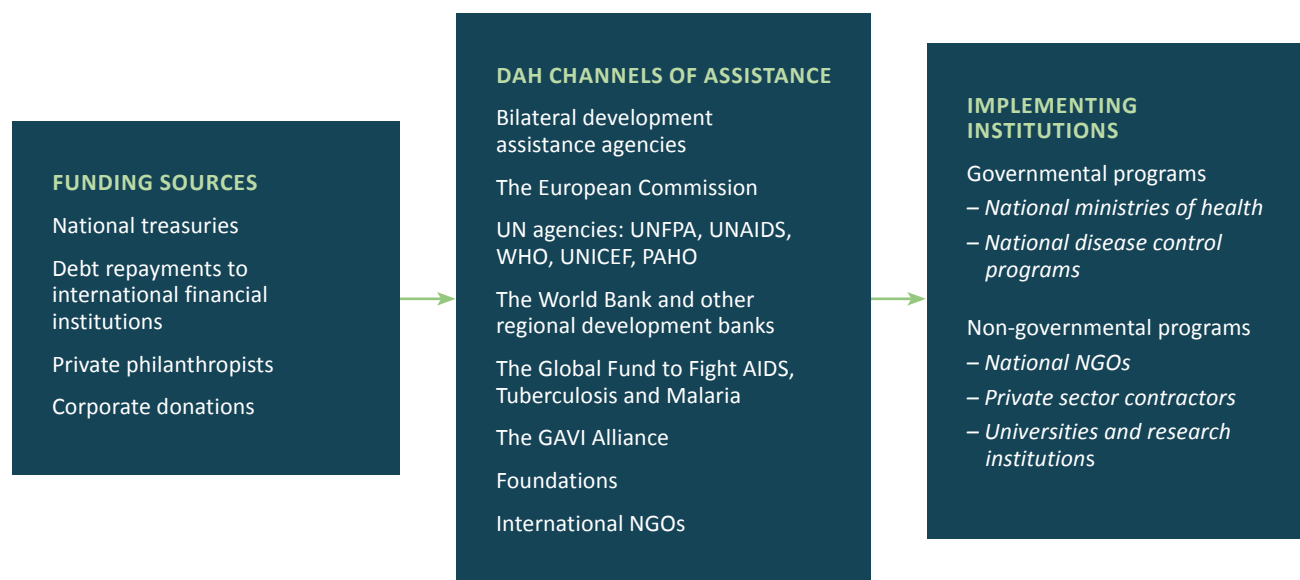 FUNDING SOURCES
National treasuries
Debt repayments to
international financial
institutions
Private philanthropists
Corporate donations
DAH CHANNELS OF ASSISTANCE
Bilateral development
assistance agencies
The European Commission
UN agencies: UNFPA, UNAIDS,
WHO, UNICEF, PAHO
The World Bank and other
regional development banks
The Global Fund to Fight AIDS,
Tuberculosis and Malaria
The GAVI Alliance
Foundations
International NGOs
IMPLEMENTING
INSTITUTIONS
Governmental programs
– National ministries of health
– National disease control
programs
Non-governmental programs
– National NGOs
– Private sector contractors
– Universities and research
institutions